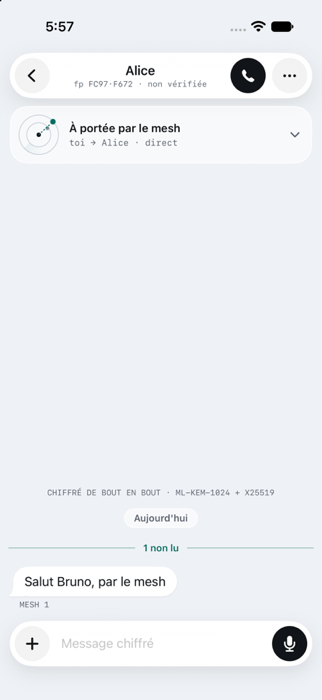 5:57
Alice
fp FC97-F672 · non vérifiée
À portée par le mesh
toi → Alice · direct
CHIFFRÉ DE BOUT EN BOUT · ML-KEM-1024 + X25519
Aujourd'hui
1 non lu
Salut Bruno, par le mesh
MESH 1
Message chiffré